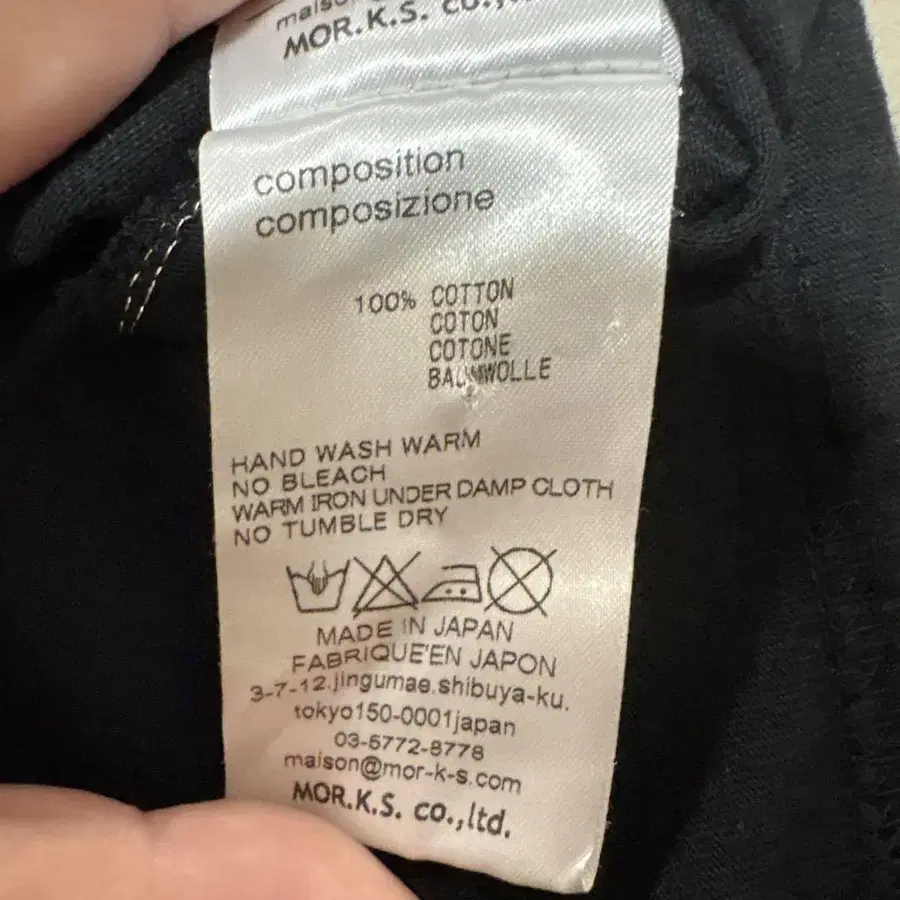 MOR.K.S. co.,
composition
composizione
100% COTTON
COTON
COTONE
BAUMWOLLE
HAND WASH WARM
NO BLEACH
WARM IRON UNDER DAMP CLOTH
NO TUMBLE DRY
MADE IN JAPAN
FABRIQUE'EN JAPON
3-7-12.jingumae.shibuya-ku.
tokyo150-0001japan
03-5772-8778
maison@mor-k-s.com
MOR.K.S. co.,ltd.